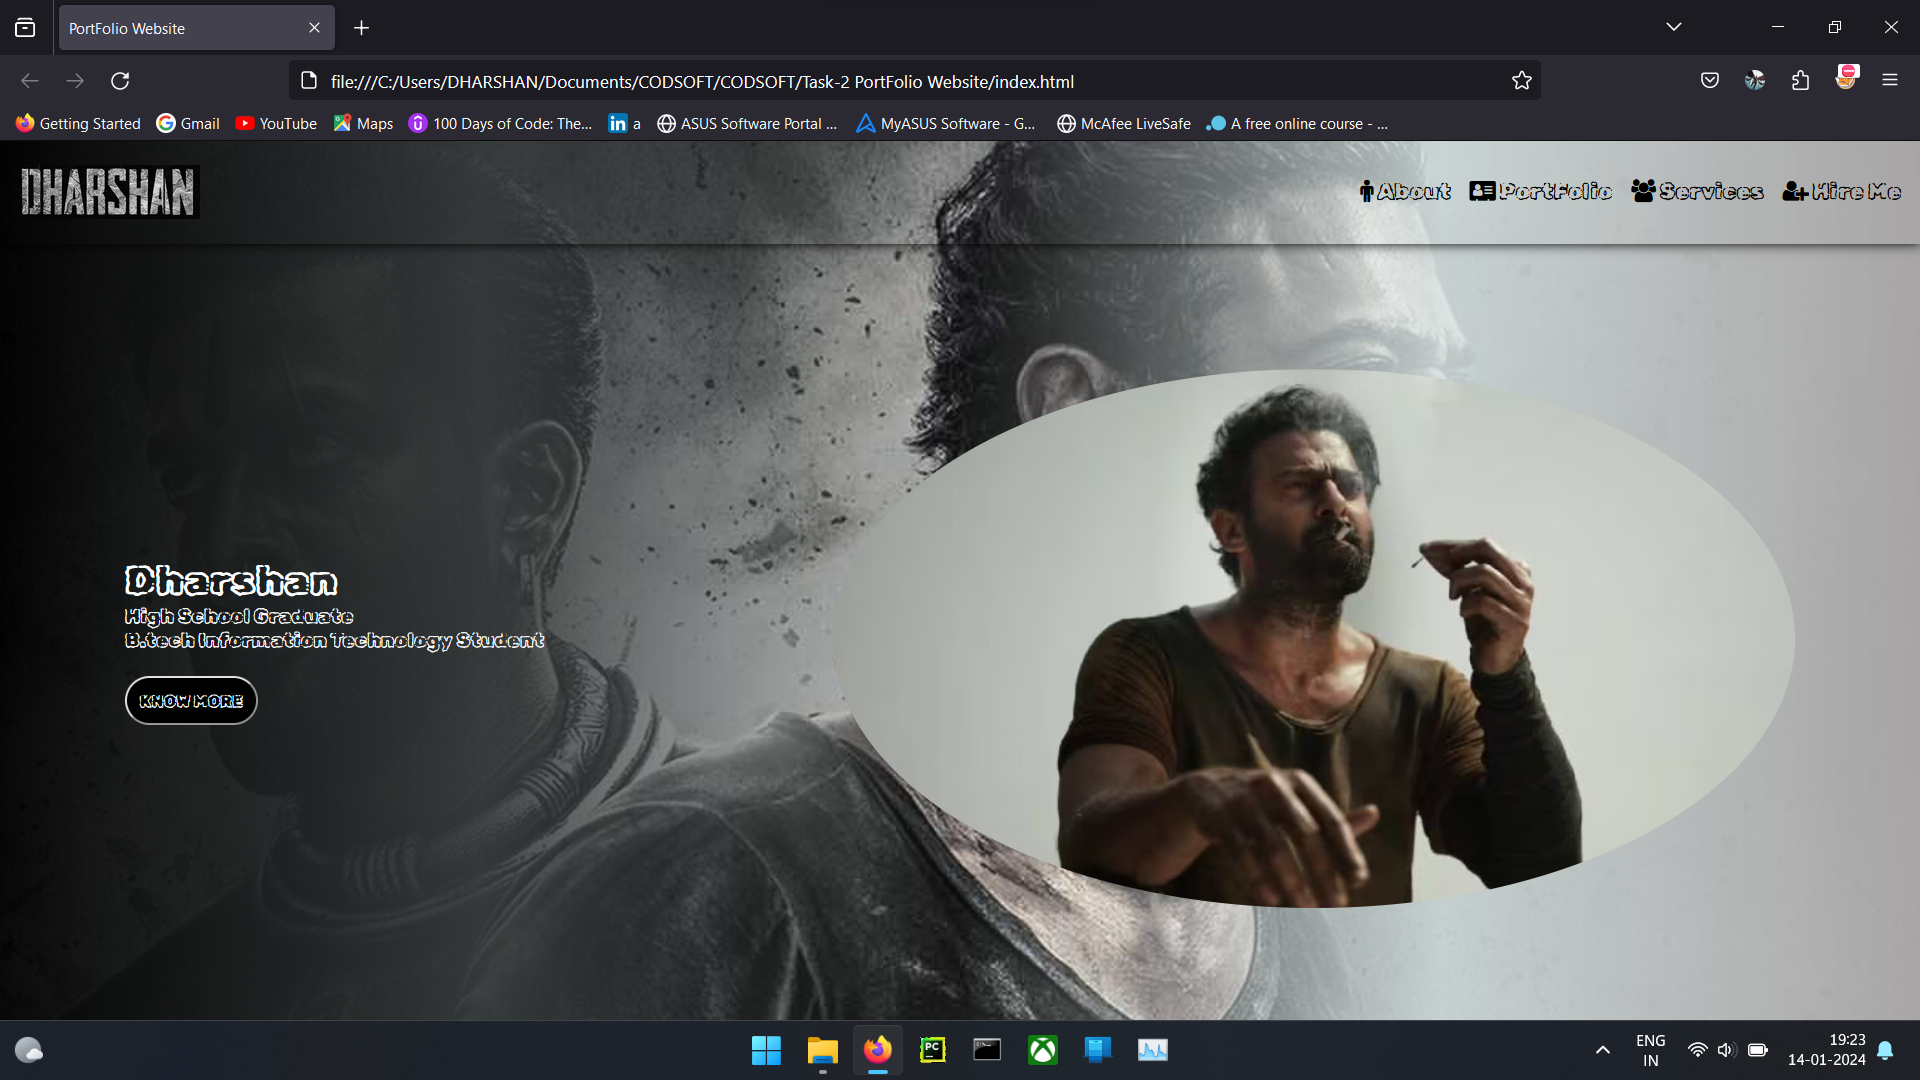 PortFolio Website
file:///C:/Users/DHARSHAN/Documents/CODSOFT/CODSOFT/Task-2 PortFolio Website/index.html
Getting Started Gmail YouTube Maps 100 Days of Code: The... a ASUS Software Portal ... MyASUS Software - G... McAfee LiveSafe A free online course - ...
DHARSHAN
About PortFolio Services Hire Me
Dharshan
High School Graduate
B.tech Information Technology Student
KNOW MORE
ENG
IN
19:23
14-01-2024